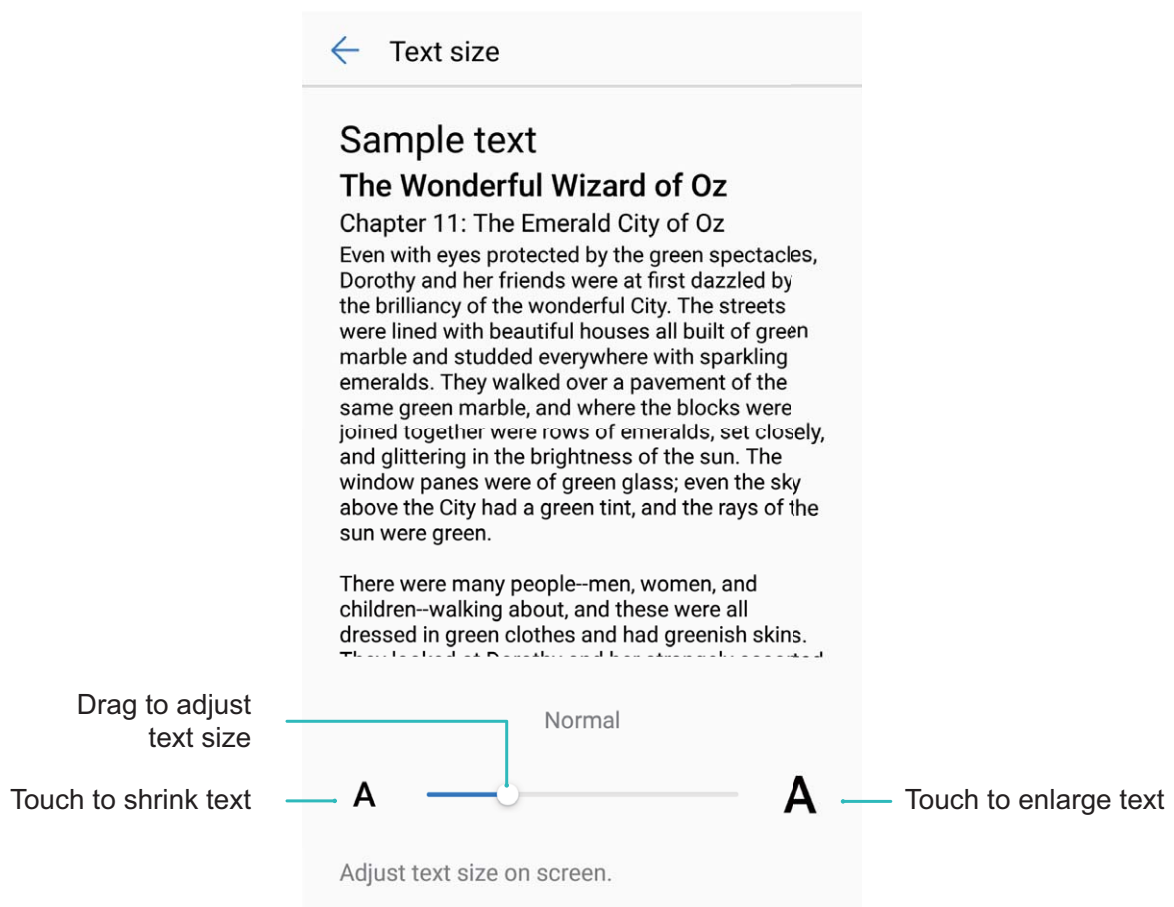 Text size
Sample text
The Wonderful Wizard of Oz
Chapter 11: The Emerald City of Oz
Even with eyes protected by the green spectacles,
Dorothy and her friends were at first dazzled by
the brilliancy of the wonderful City. The streets
were lined with beautiful houses all built of green
marble and studded everywhere with sparkling
emeralds. They walked over a pavement of the
same green marble, and where the blocks were
joined together were rows of emeralds, set closely,
and glittering in the brightness of the sun. The
window panes were of green glass; even the sky
above the City had a green tint, and the rays of the
sun were green.
There were many people--men, women, and
children--walking about, and these were all
dressed in green clothes and had greenish skins.
They looked at Dorothy and her strangely assorted
Drag to adjust
text size
Normal
Touch to shrink text
A
A
Touch to enlarge text
Adjust text size on screen.